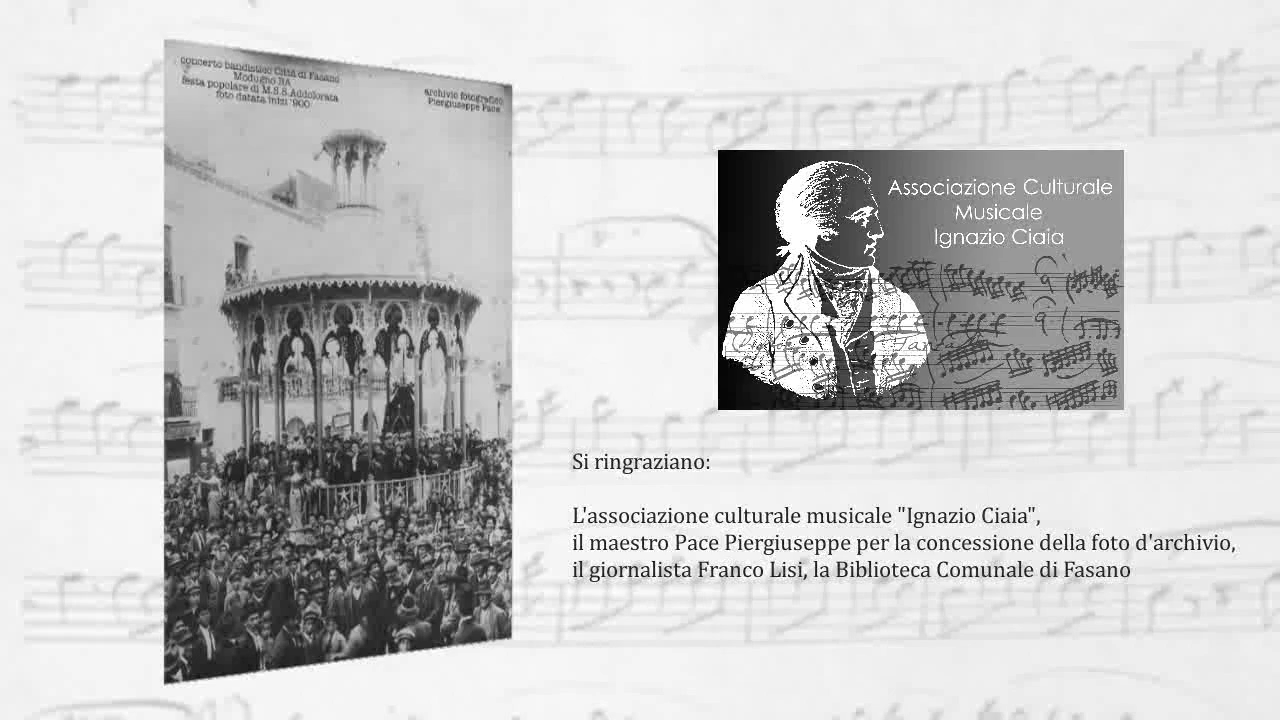 concerto bandistico Città di Fasano
Modugno BA
festa popolare di M.S.S.Addolorata
foto datata inizi '900
archivio fotografico
Piergiuseppe Pace
Associazione Culturale
Musicale
Ignazio Ciaia
Si ringraziano:
L'associazione culturale musicale "Ignazio Ciaia",
il maestro Pace Piergiuseppe per la concessione della foto d'archivio,
il giornalista Franco Lisi, la Biblioteca Comunale di Fasano